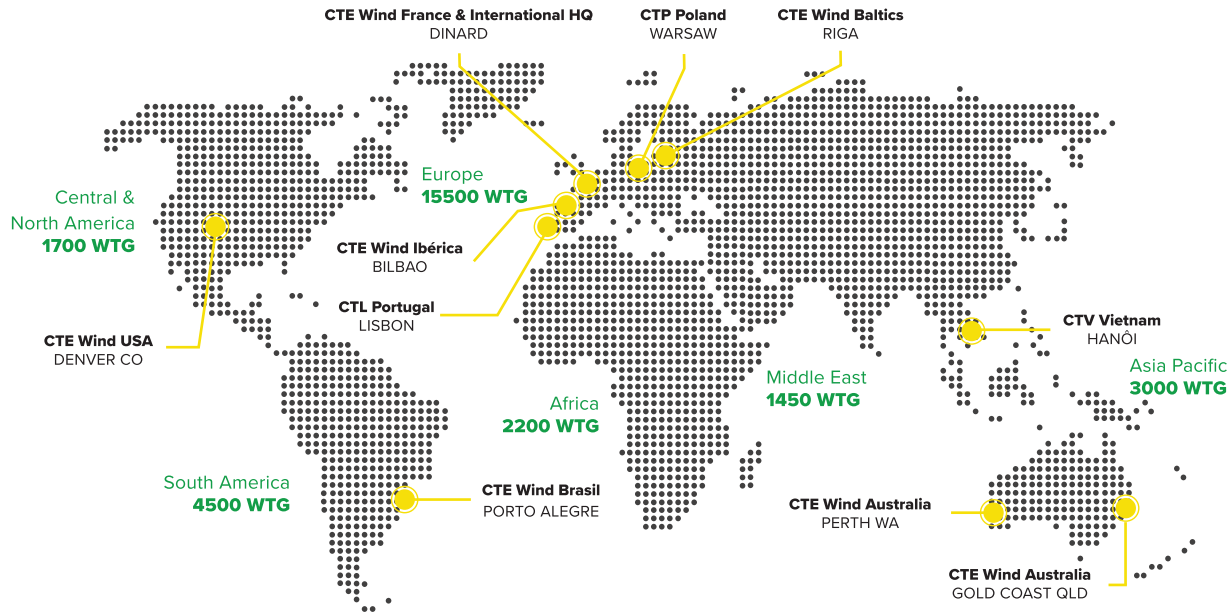 CTE Wind France & International HQ
DINARD
CTP Poland
WARSAW
CTE Wind Baltics
RIGA
Europe
15500 WTG
Central &
North America
1700 WTG
CTE Wind Ibérica
BILBAO
CTL Portugal
LISBON
CTE Wind USA
DENVER CO
CTV Vietnam
HANÔI
Asia Pacific
3000 WTG
Middle East
1450 WTG
Africa
2200 WTG
South America
4500 WTG
CTE Wind Brasil
PORTO ALEGRE
CTE Wind Australia
PERTH WA
CTE Wind Australia
GOLD COAST QLD